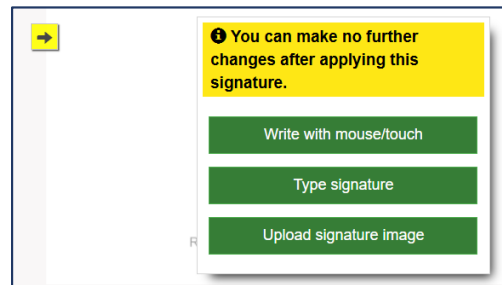 You can make no further
changes after applying this
signature.
Write with mouse/touch
Type signature
Upload signature image
R